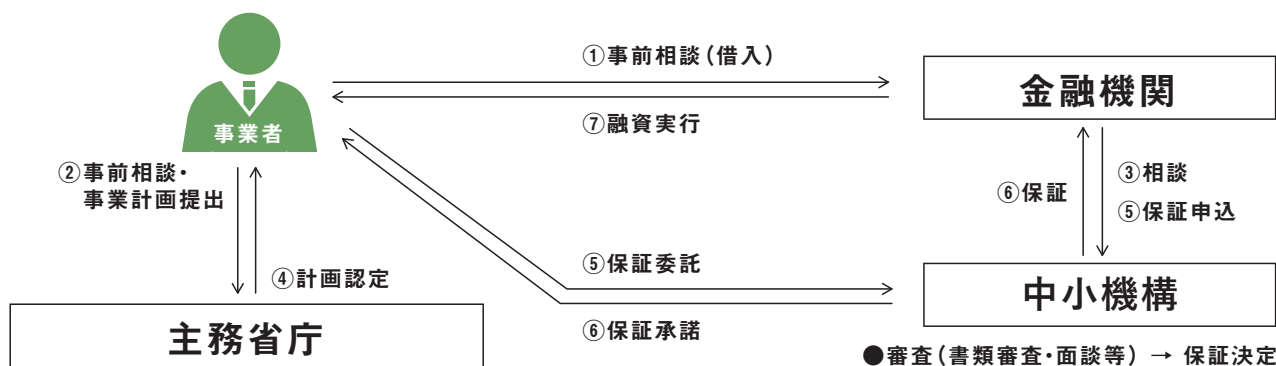 ①事前相談（借入）
金融機関
事業者
⑦融資実行
②事前相談・
事業計画提出
③相談
⑥保証
⑤保証申込
④計画認定
⑤保証委託
中小機構
主務省庁
⑥保証承諾
●審査（書類審査・面談等） → 保証決定